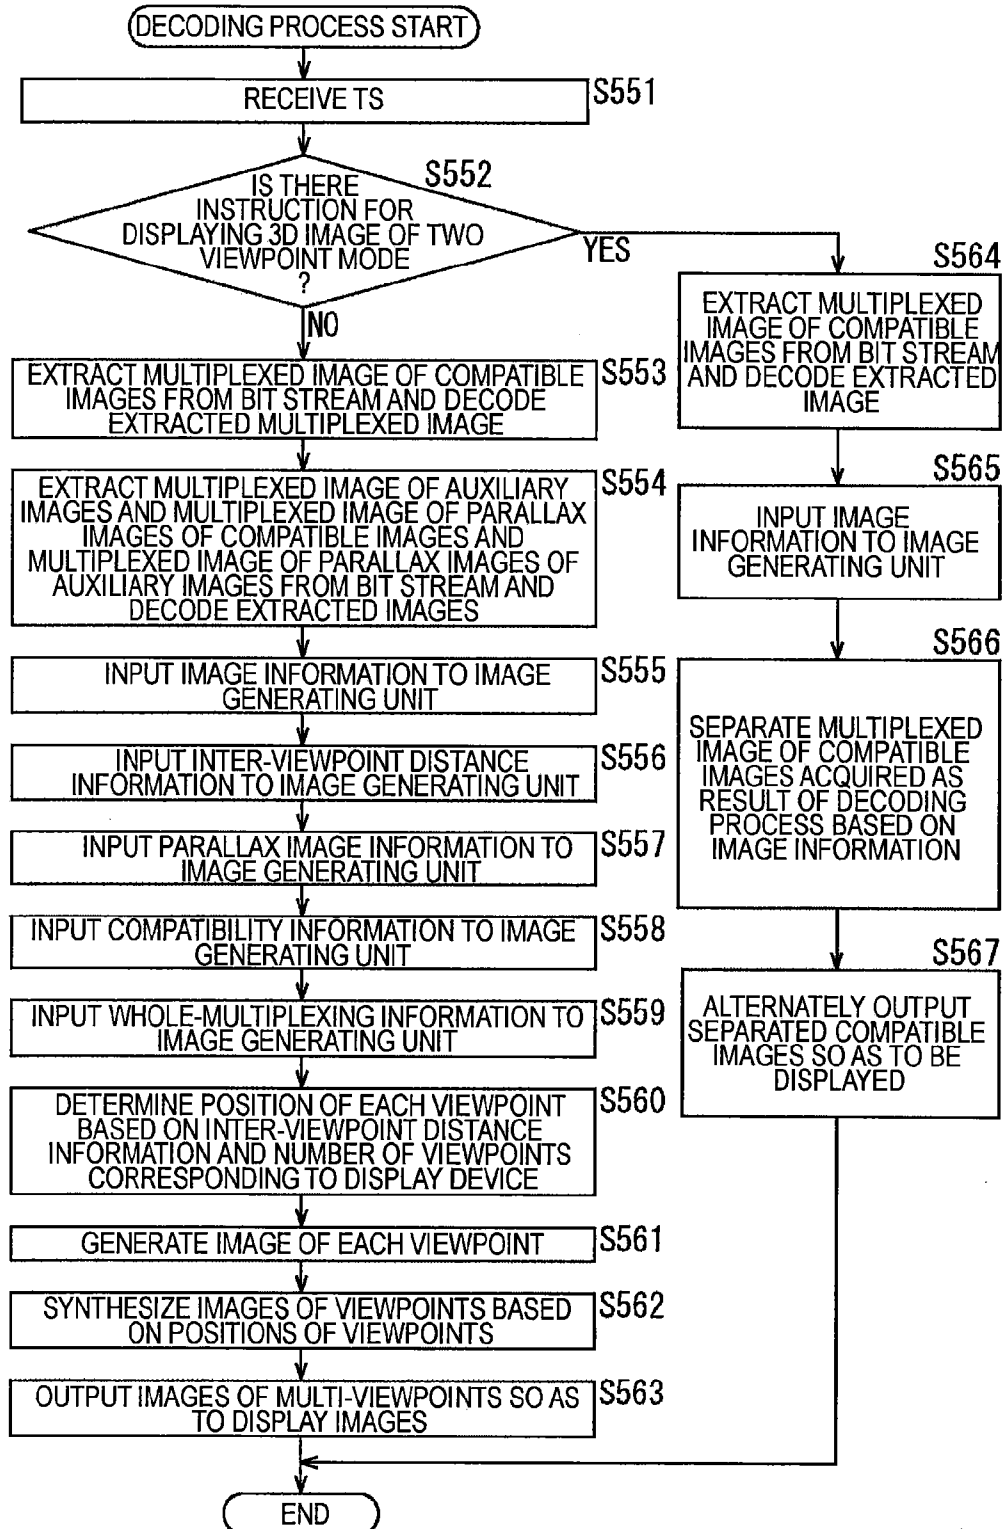 DECODING PROCESS START
RECEIVE TS
S551
S552
IS THERE
INSTRUCTION FOR
DISPLAYING 3D IMAGE OF TWO
VIEWPOINT MODE
?
YES
NO
EXTRACT MULTIPLEXED IMAGE OF COMPATIBLE
IMAGES FROM BIT STREAM AND DECODE
EXTRACTED MULTIPLEXED IMAGE
S553
EXTRACT MULTIPLEXED IMAGE OF AUXILIARY
IMAGES AND MULTIPLEXED IMAGE OF PARALLAX
IMAGES OF COMPATIBLE IMAGES AND
MULTIPLEXED IMAGE OF PARALLAX IMAGES OF
AUXILIARY IMAGES FROM BIT STREAM AND
DECODE EXTRACTED IMAGES
S554
INPUT IMAGE INFORMATION TO IMAGE
GENERATING UNIT
S555
INPUT INTER-VIEWPOINT DISTANCE
INFORMATION TO IMAGE GENERATING UNIT
S556
INPUT PARALLAX IMAGE INFORMATION TO
IMAGE GENERATING UNIT
S557
INPUT COMPATIBILITY INFORMATION TO IMAGE
GENERATING UNIT
S558
INPUT WHOLE-MULTIPLEXING INFORMATION TO
IMAGE GENERATING UNIT
S559
DETERMINE POSITION OF EACH VIEWPOINT
BASED ON INTER-VIEWPOINT DISTANCE
INFORMATION AND NUMBER OF VIEWPOINTS
CORRESPONDING TO DISPLAY DEVICE
S560
GENERATE IMAGE OF EACH VIEWPOINT
S561
SYNTHESIZE IMAGES OF VIEWPOINTS BASED
ON POSITIONS OF VIEWPOINTS
S562
OUTPUT IMAGES OF MULTI-VIEWPOINTS SO AS
TO DISPLAY IMAGES
S563
S564
EXTRACT MULTIPLEXED
IMAGE OF COMPATIBLE
IMAGES FROM BIT STREAM
AND DECODE EXTRACTED
IMAGE
S565
INPUT IMAGE
INFORMATION TO IMAGE
GENERATING UNIT
S566
SEPARATE MULTIPLEXED
IMAGE OF COMPATIBLE
IMAGES ACQUIRED AS
RESULT OF DECODING
PROCESS BASED ON
IMAGE INFORMATION
S567
ALTERNATELY OUTPUT
SEPARATED COMPATIBLE
IMAGES SO AS TO BE
DISPLAYED
END